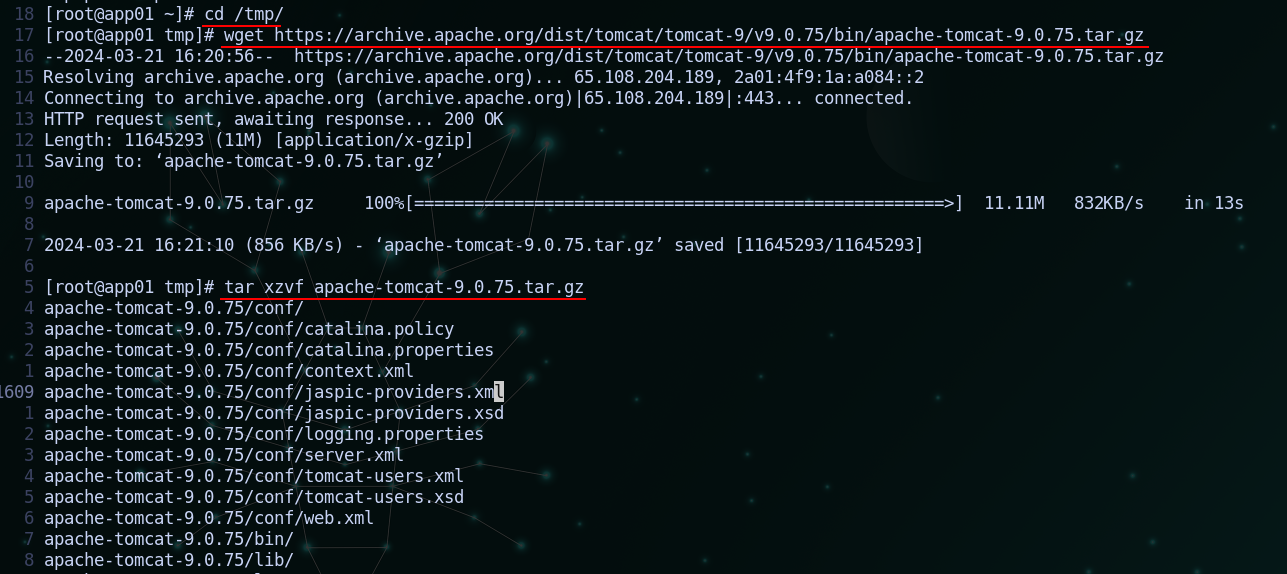 18 [root@app01 ~]# cd /tmp/
17 [root@app01 tmp]# wget https://archive.apache.org/dist/tomcat/tomcat-9/v9.0.75/bin/apache-tomcat-9.0.75.tar.gz
16 --2024-03-21 16:20:56--  https://archive.apache.org/dist/tomcat/tomcat-9/v9.0.75/bin/apache-tomcat-9.0.75.tar.gz
15 Resolving archive.apache.org (archive.apache.org)... 65.108.204.189, 2a01:4f9:1a:a084::2
14 Connecting to archive.apache.org (archive.apache.org)|65.108.204.189|:443... connected.
13 HTTP request sent, awaiting response... 200 OK
12 Length: 11645293 (11M) [application/x-gzip]
11 Saving to: ‘apache-tomcat-9.0.75.tar.gz’
10
9 apache-tomcat-9.0.75.tar.gz     100%[=====================================================>]  11.11M   832KB/s    in 13s
8
7 2024-03-21 16:21:10 (856 KB/s) - ‘apache-tomcat-9.0.75.tar.gz’ saved [11645293/11645293]
6
5 [root@app01 tmp]# tar xzvf apache-tomcat-9.0.75.tar.gz
4 apache-tomcat-9.0.75/conf/
3 apache-tomcat-9.0.75/conf/catalina.policy
2 apache-tomcat-9.0.75/conf/catalina.properties
1 apache-tomcat-9.0.75/conf/context.xml
1609 apache-tomcat-9.0.75/conf/jaspic-providers.xml
1 apache-tomcat-9.0.75/conf/jaspic-providers.xsd
2 apache-tomcat-9.0.75/conf/logging.properties
3 apache-tomcat-9.0.75/conf/server.xml
4 apache-tomcat-9.0.75/conf/tomcat-users.xml
5 apache-tomcat-9.0.75/conf/tomcat-users.xsd
6 apache-tomcat-9.0.75/conf/web.xml
7 apache-tomcat-9.0.75/bin/
8 apache-tomcat-9.0.75/lib/